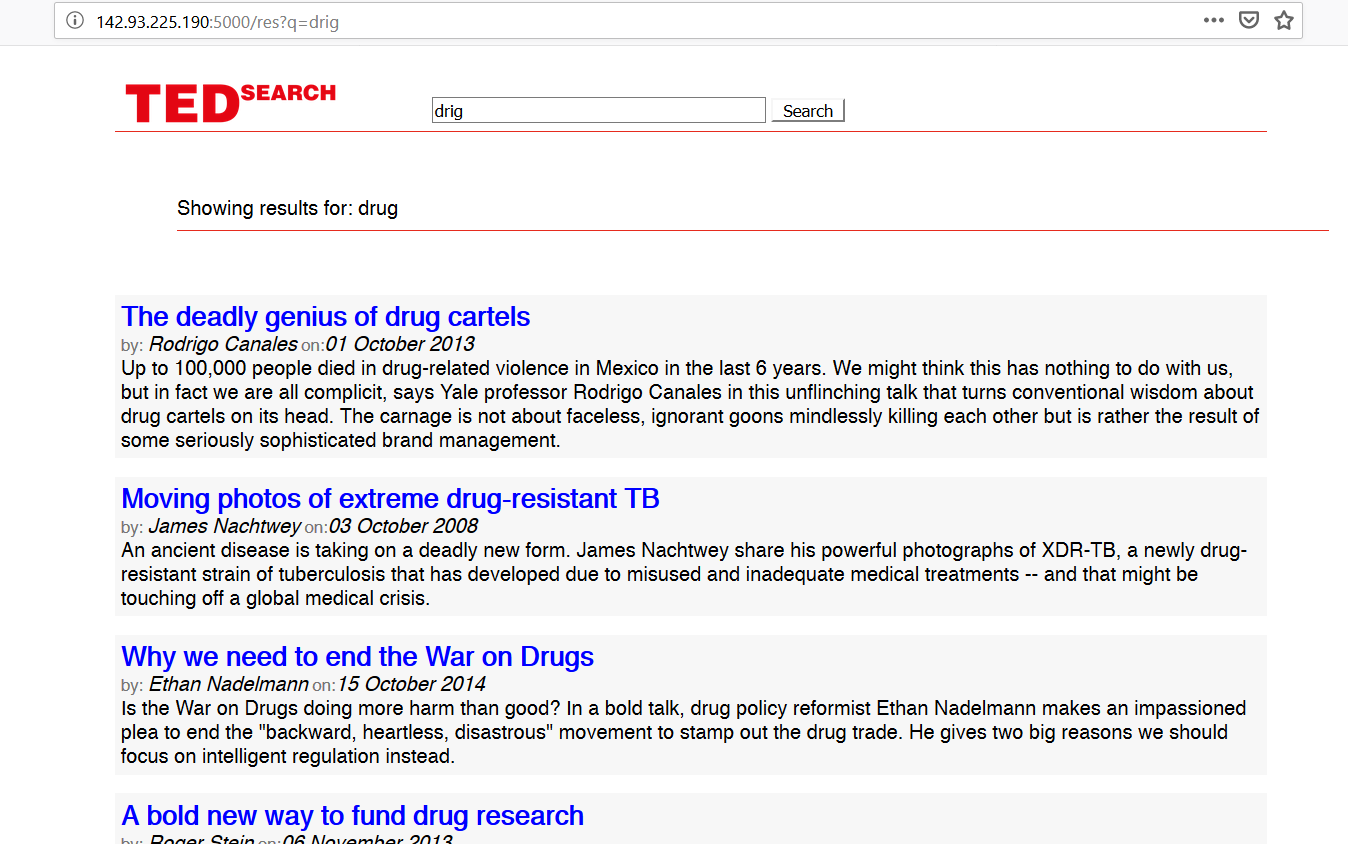 142.93.225.190:5000/res?q=drig
TED SEARCH
drig
Search
Showing results for: drug
The deadly genius of drug cartels
by: Rodrigo Canales on:01 October 2013
Up to 100,000 people died in drug-related violence in Mexico in the last 6 years. We might think this has nothing to do with us,
but in fact we are all complicit, says Yale professor Rodrigo Canales in this unflinching talk that turns conventional wisdom about
drug cartels on its head. The carnage is not about faceless, ignorant goons mindlessly killing each other but is rather the result of
some seriously sophisticated brand management.
Moving photos of extreme drug-resistant TB
by: James Nachtwey on:03 October 2008
An ancient disease is taking on a deadly new form. James Nachtwey share his powerful photographs of XDR-TB, a newly drug-
resistant strain of tuberculosis that has developed due to misused and inadequate medical treatments -- and that might be
touching off a global medical crisis.
Why we need to end the War on Drugs
by: Ethan Nadelmann on:15 October 2014
Is the War on Drugs doing more harm than good? In a bold talk, drug policy reformist Ethan Nadelmann makes an impassioned
plea to end the "backward, heartless, disastrous" movement to stamp out the drug trade. He gives two big reasons we should
focus on intelligent regulation instead.
A bold new way to fund drug research
by: Roger Stein on:06 November 2013